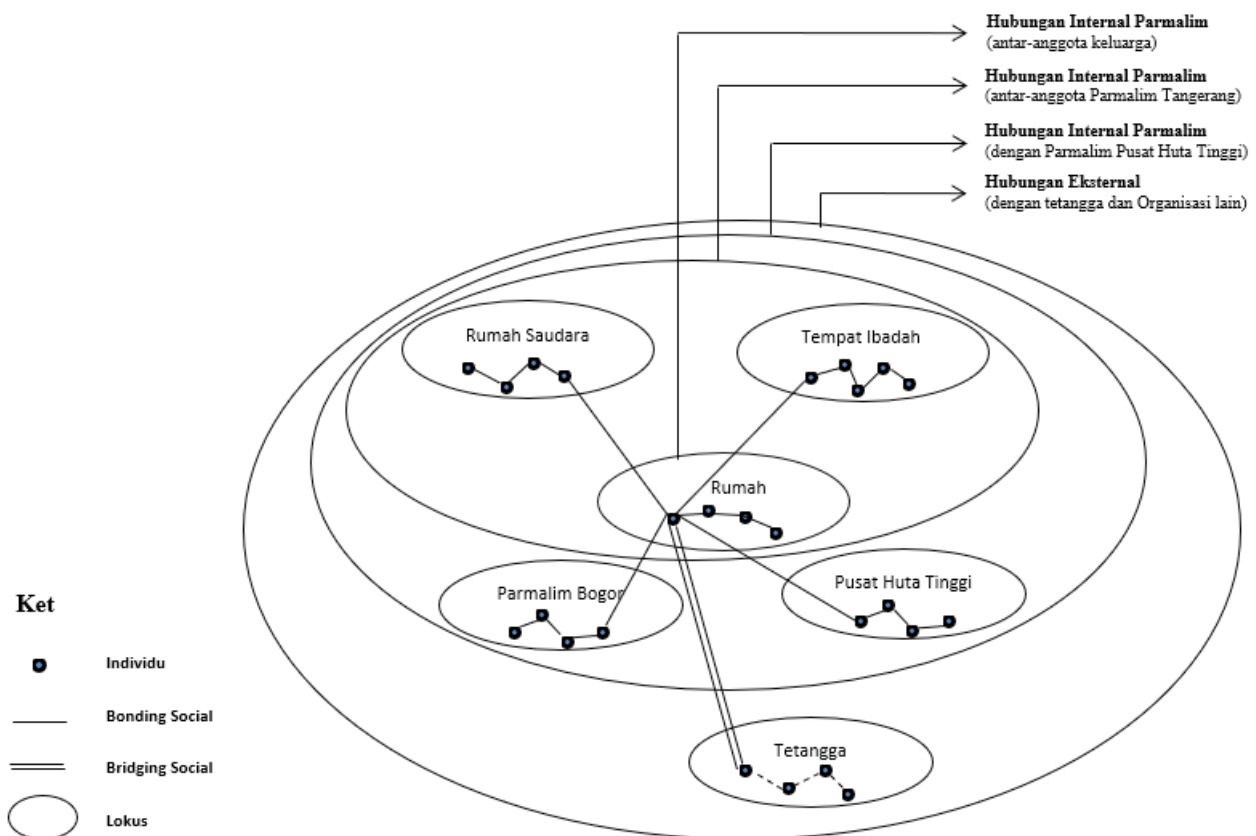 Hubungan Internal Parmalim
(antar-anggota keluarga)
Hubungan Internal Parmalim
(antar-anggota Parmalim Tangerang)
Hubungan Internal Parmalim
(dengan Parmalim Pusat Huta Tinggi)
Hubungan Eksternal
(dengan tetangga dan Organisasi lain)
Rumah Saudara
Tempat Ibadah
Rumah
Parmalim Bogor
Pusat Huta Tinggi
Tetangga
Ket
Individu
Bonding Social
Bridging Social
Lokus